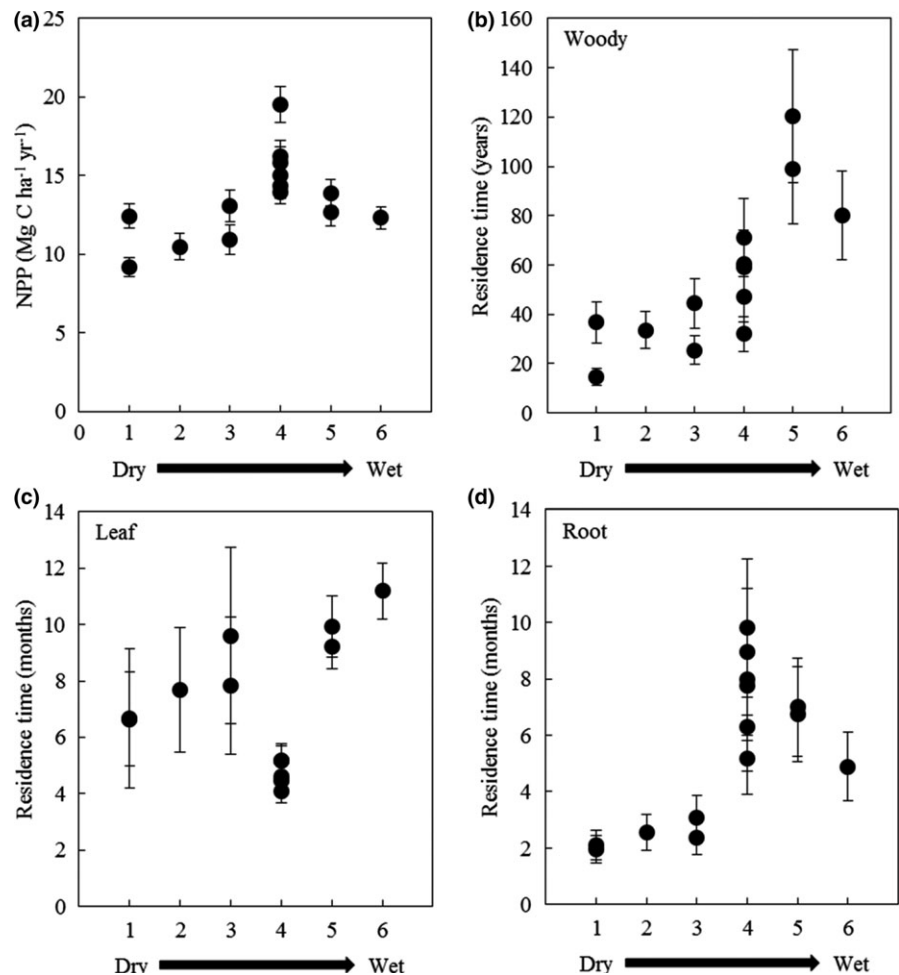 (a)
25
20
15
10
5
0
NPP (Mg C ha⁻¹ yr⁻¹)
0 1 2 3 4 5 6
Dry Wet
(b)
Woody
160
140
120
100
80
60
40
20
0
Residence time (years)
1 2 3 4 5 6
Dry Wet
(c)
Leaf
14
12
10
8
6
4
2
0
Residence time (months)
1 2 3 4 5 6
Dry Wet
(d)
Root
14
12
10
8
6
4
2
0
Residence time (months)
1 2 3 4 5 6
Dry Wet